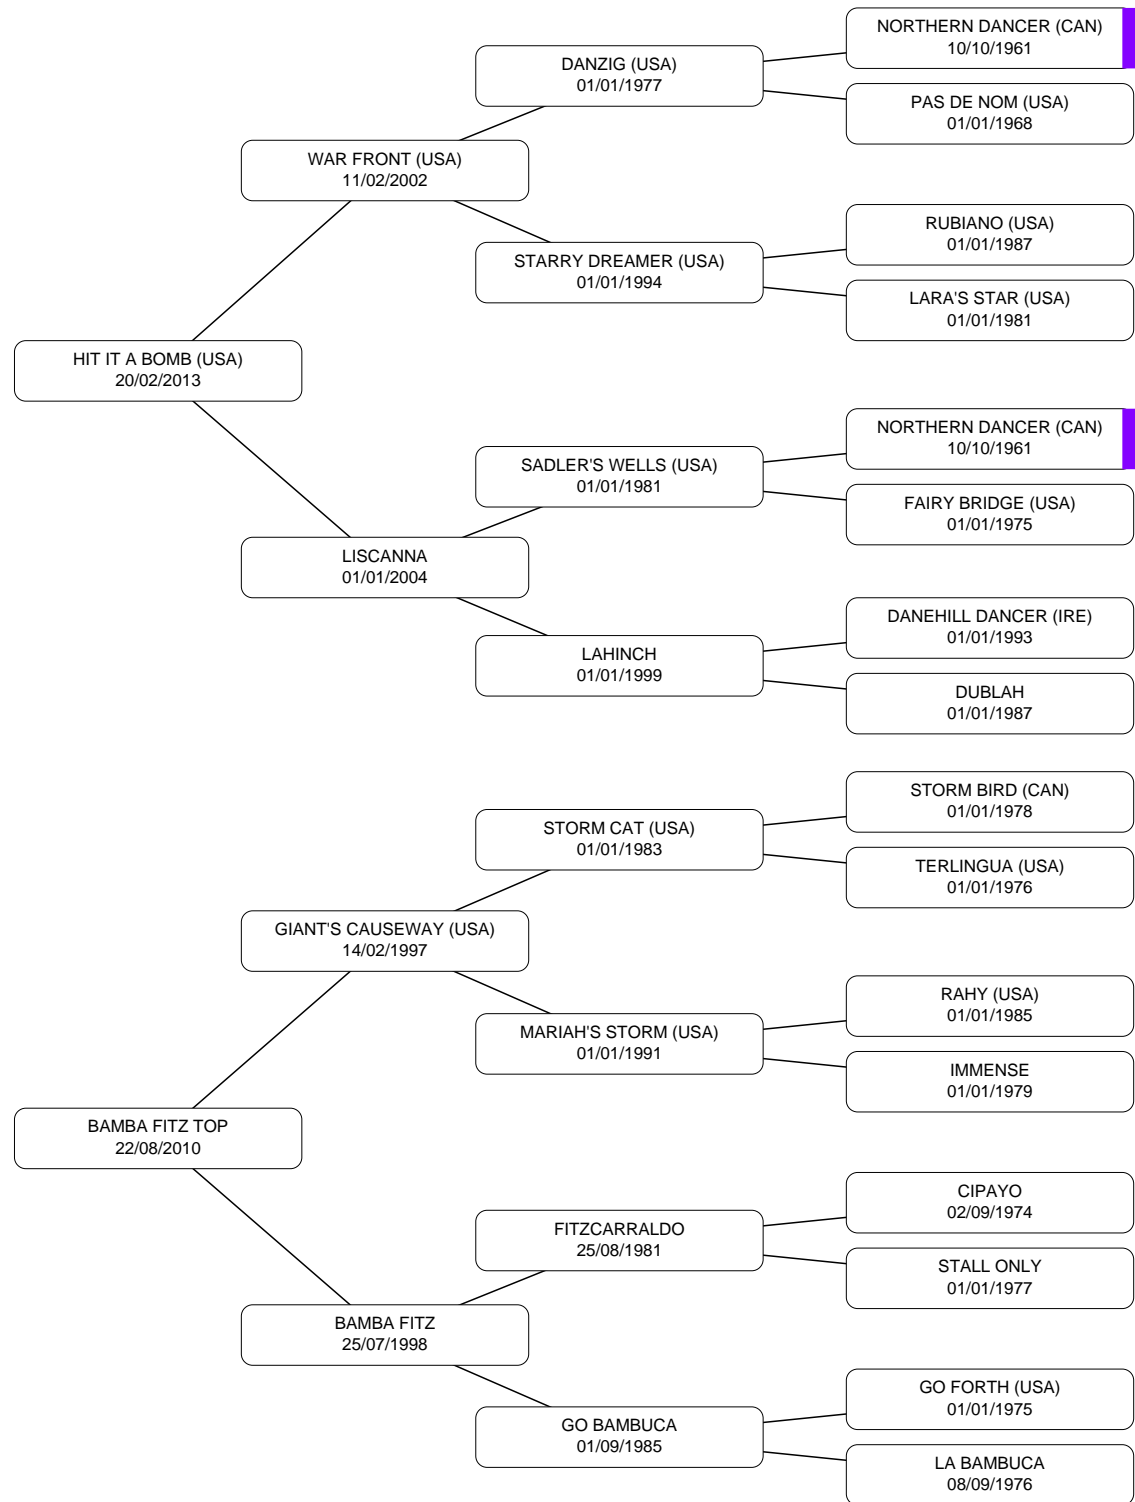 NORTHERN DANCER (CAN)
10/10/1961
DANZIG (USA)
01/01/1977
PAS DE NOM (USA)
01/01/1968
WAR FRONT (USA)
11/02/2002
RUBIANO (USA)
01/01/1987
STARRY DREAMER (USA)
01/01/1994
LARA'S STAR (USA)
01/01/1981
HIT IT A BOMB (USA)
20/02/2013
NORTHERN DANCER (CAN)
10/10/1961
SADLER'S WELLS (USA)
01/01/1981
FAIRY BRIDGE (USA)
01/01/1975
LISCANNA
01/01/2004
DANEHILL DANCER (IRE)
01/01/1993
LAHINCH
01/01/1999
DUBLAH
01/01/1987
STORM BIRD (CAN)
01/01/1978
STORM CAT (USA)
01/01/1983
TERLINGUA (USA)
01/01/1976
GIANT'S CAUSEWAY (USA)
14/02/1997
RAHY (USA)
01/01/1985
MARIAH'S STORM (USA)
01/01/1991
IMMENSE
01/01/1979
BAMBA FITZ TOP
22/08/2010
CIPAYO
02/09/1974
FITZCARRALDO
25/08/1981
STALL ONLY
01/01/1977
BAMBA FITZ
25/07/1998
GO FORTH (USA)
01/01/1975
GO BAMBUCA
01/09/1985
LA BAMBUCA
08/09/1976